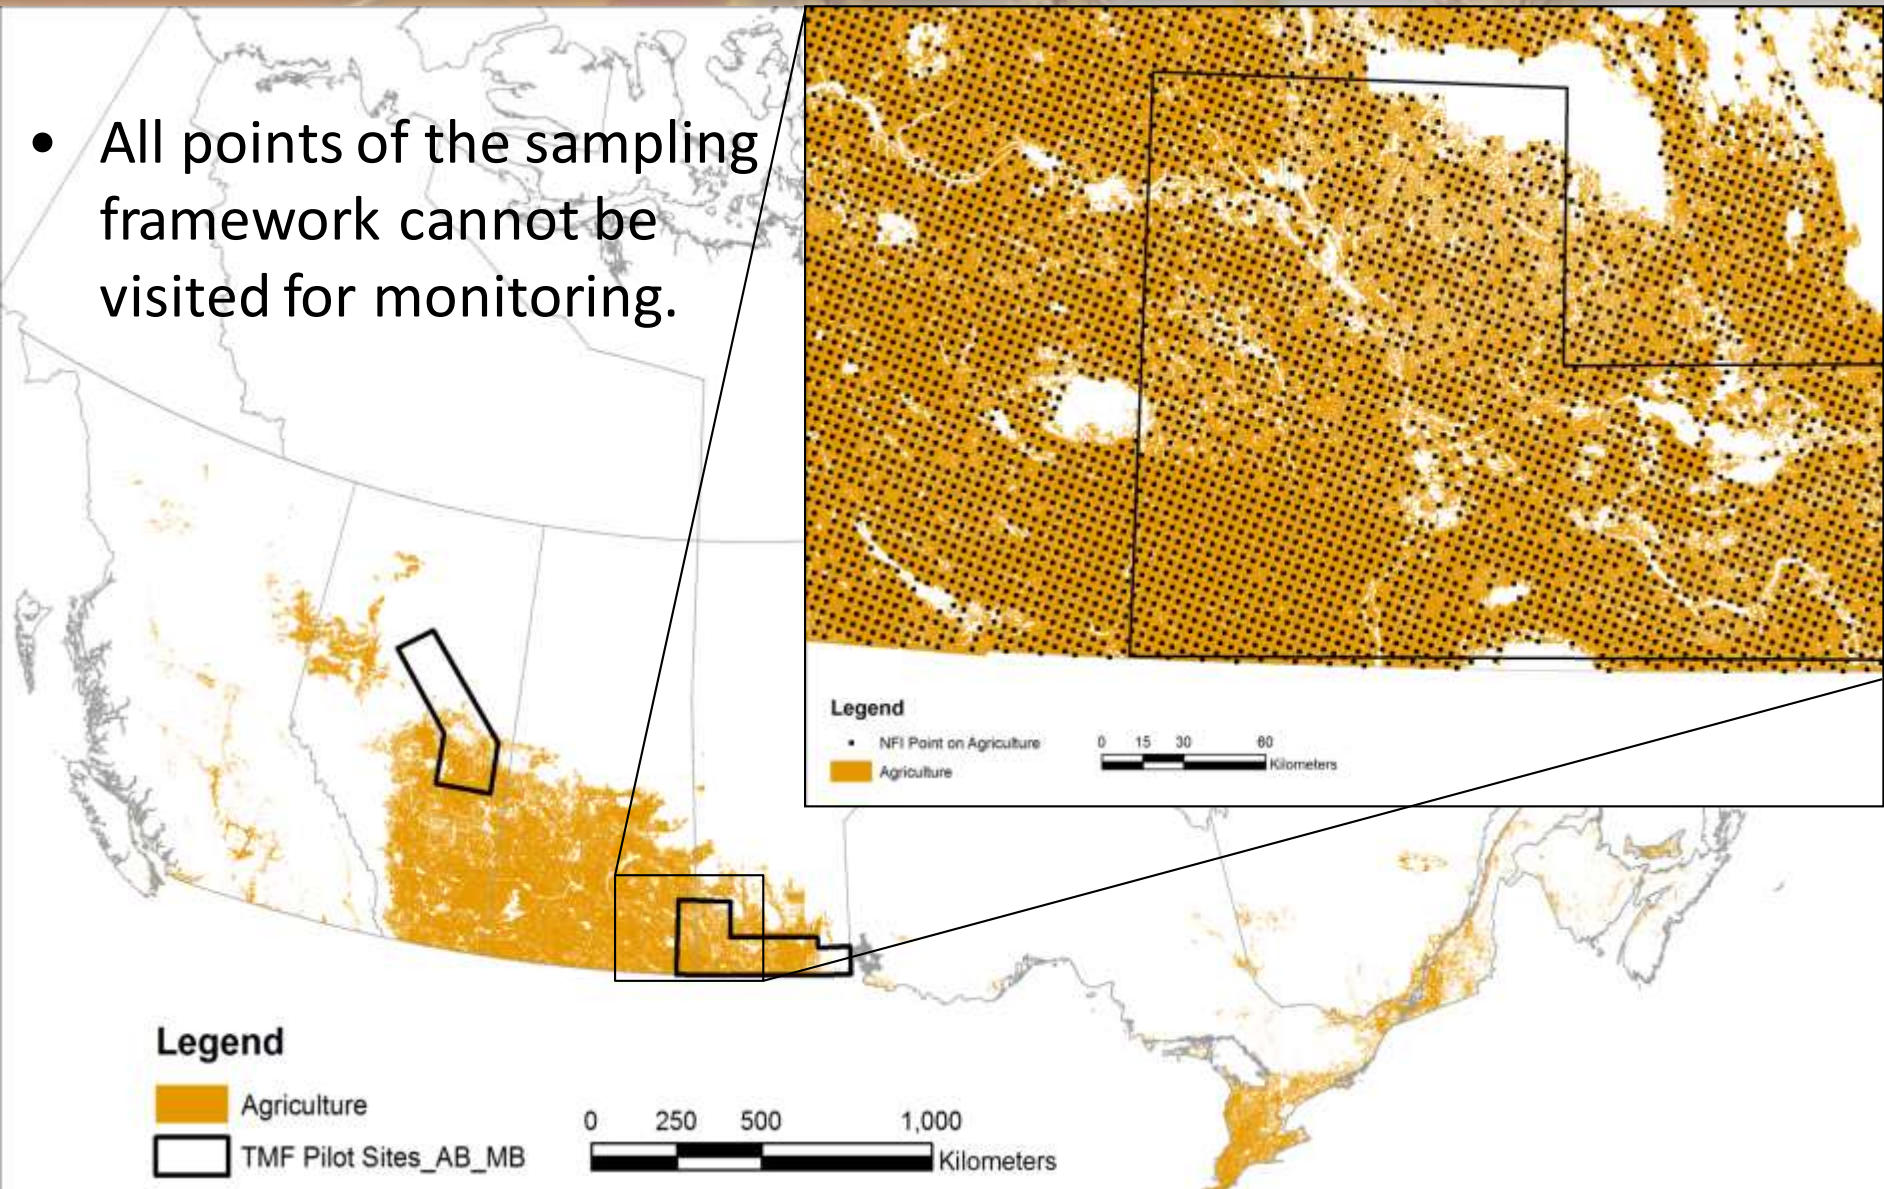 • All points of the sampling
framework cannot be
visited for monitoring.
Legend
NFI Point on Agriculture
Agriculture
0 15 30 60
Kilometers
Legend
Agriculture
TMF Pilot Sites_AB_MB
0 250 500 1,000
Kilometers